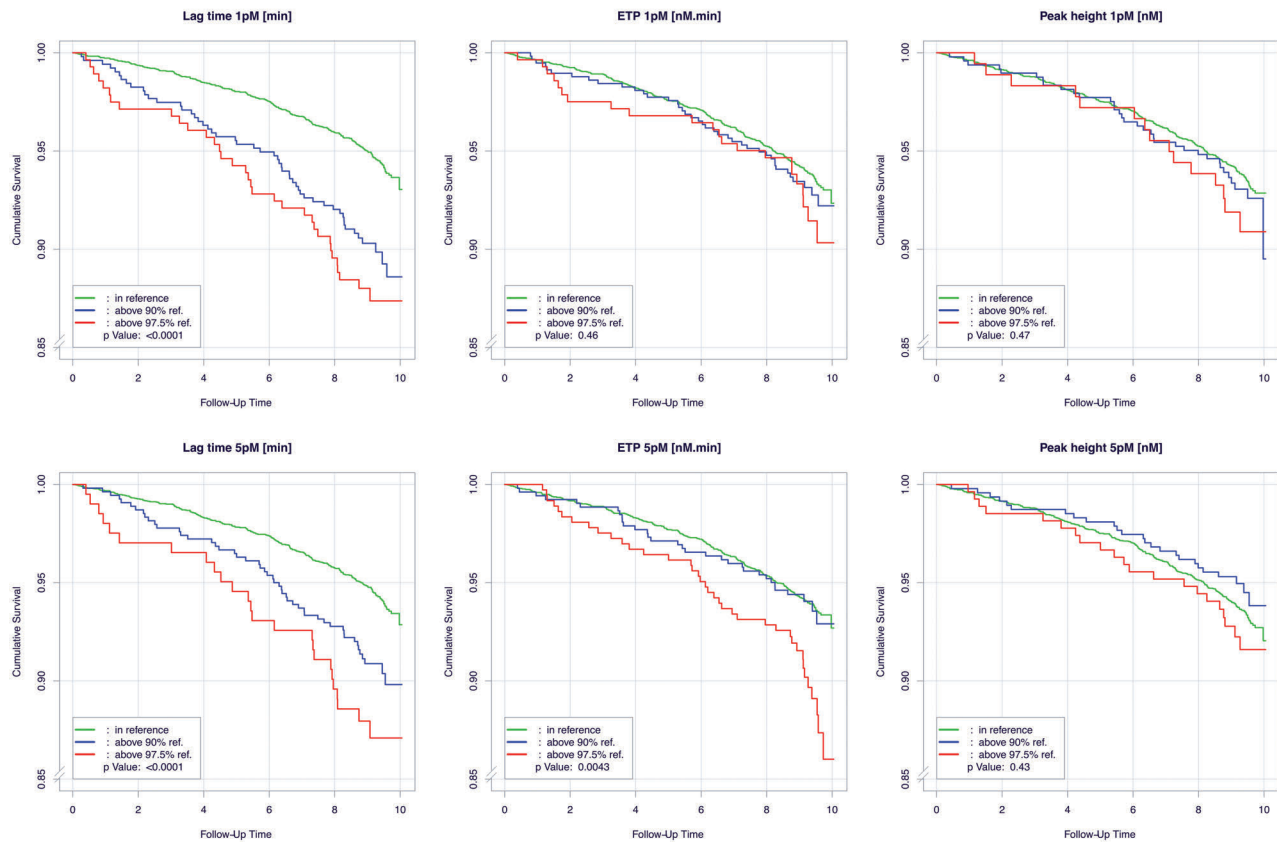 Lag time 1pM [min]
1.00
0.95
0.90
0.85
Cumulative Survival
: in reference
: above 90% ref.
: above 97.5% ref.
p Value: <0.0001
0 2 4 6 8 10
Follow-Up Time
ETP 1pM [nM.min]
1.00
0.95
0.90
0.85
Cumulative Survival
: in reference
: above 90% ref.
: above 97.5% ref.
p Value: 0.46
0 2 4 6 8 10
Follow-Up Time
Peak height 1pM [nM]
1.00
0.95
0.90
0.85
Cumulative Survival
: in reference
: above 90% ref.
: above 97.5% ref.
p Value: 0.47
0 2 4 6 8 10
Follow-Up Time
Lag time 5pM [min]
1.00
0.95
0.90
0.85
Cumulative Survival
: in reference
: above 90% ref.
: above 97.5% ref.
p Value: <0.0001
0 2 4 6 8 10
Follow-Up Time
ETP 5pM [nM.min]
1.00
0.95
0.90
0.85
Cumulative Survival
: in reference
: above 90% ref.
: above 97.5% ref.
p Value: 0.0043
0 2 4 6 8 10
Follow-Up Time
Peak height 5pM [nM]
1.00
0.95
0.90
0.85
Cumulative Survival
: in reference
: above 90% ref.
: above 97.5% ref.
p Value: 0.43
0 2 4 6 8 10
Follow-Up Time